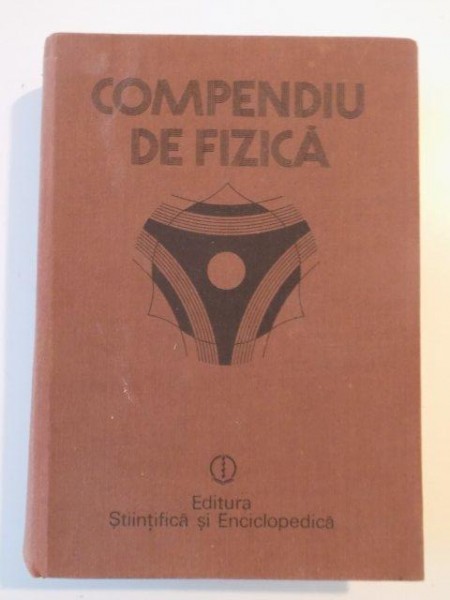 COMPENDIU
DE FIZICĂ
Editura
Științifică și Enciclopedică